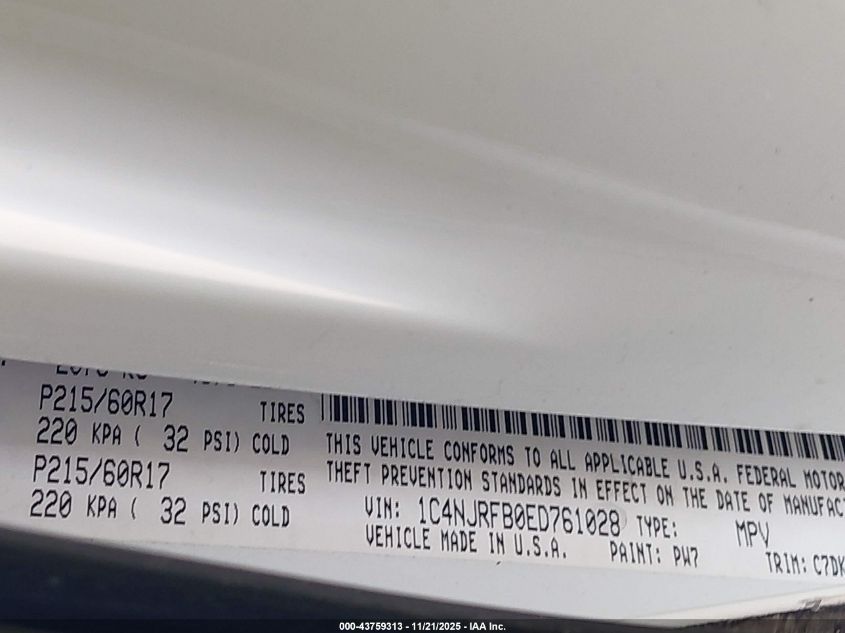 P215/60R17 TIRES
220 KPA ( 32 PSI) COLD
P215/60R17 TIRES
220 KPA ( 32 PSI) COLD
THIS VEHICLE CONFORMS TO ALL APPLICABLE U.S.A. FEDERAL MOTOR
THEFT PREVENTION STANDARDS IN EFFECT ON THE DATE OF MANUFAC
VIN: 1C4NJRFB0ED761028 TYPE: MPV
VEHICLE MADE IN U.S.A. PAINT: PW7 TRIM: C7DK
000-43759313 - 11/21/2025 - IAA Inc.